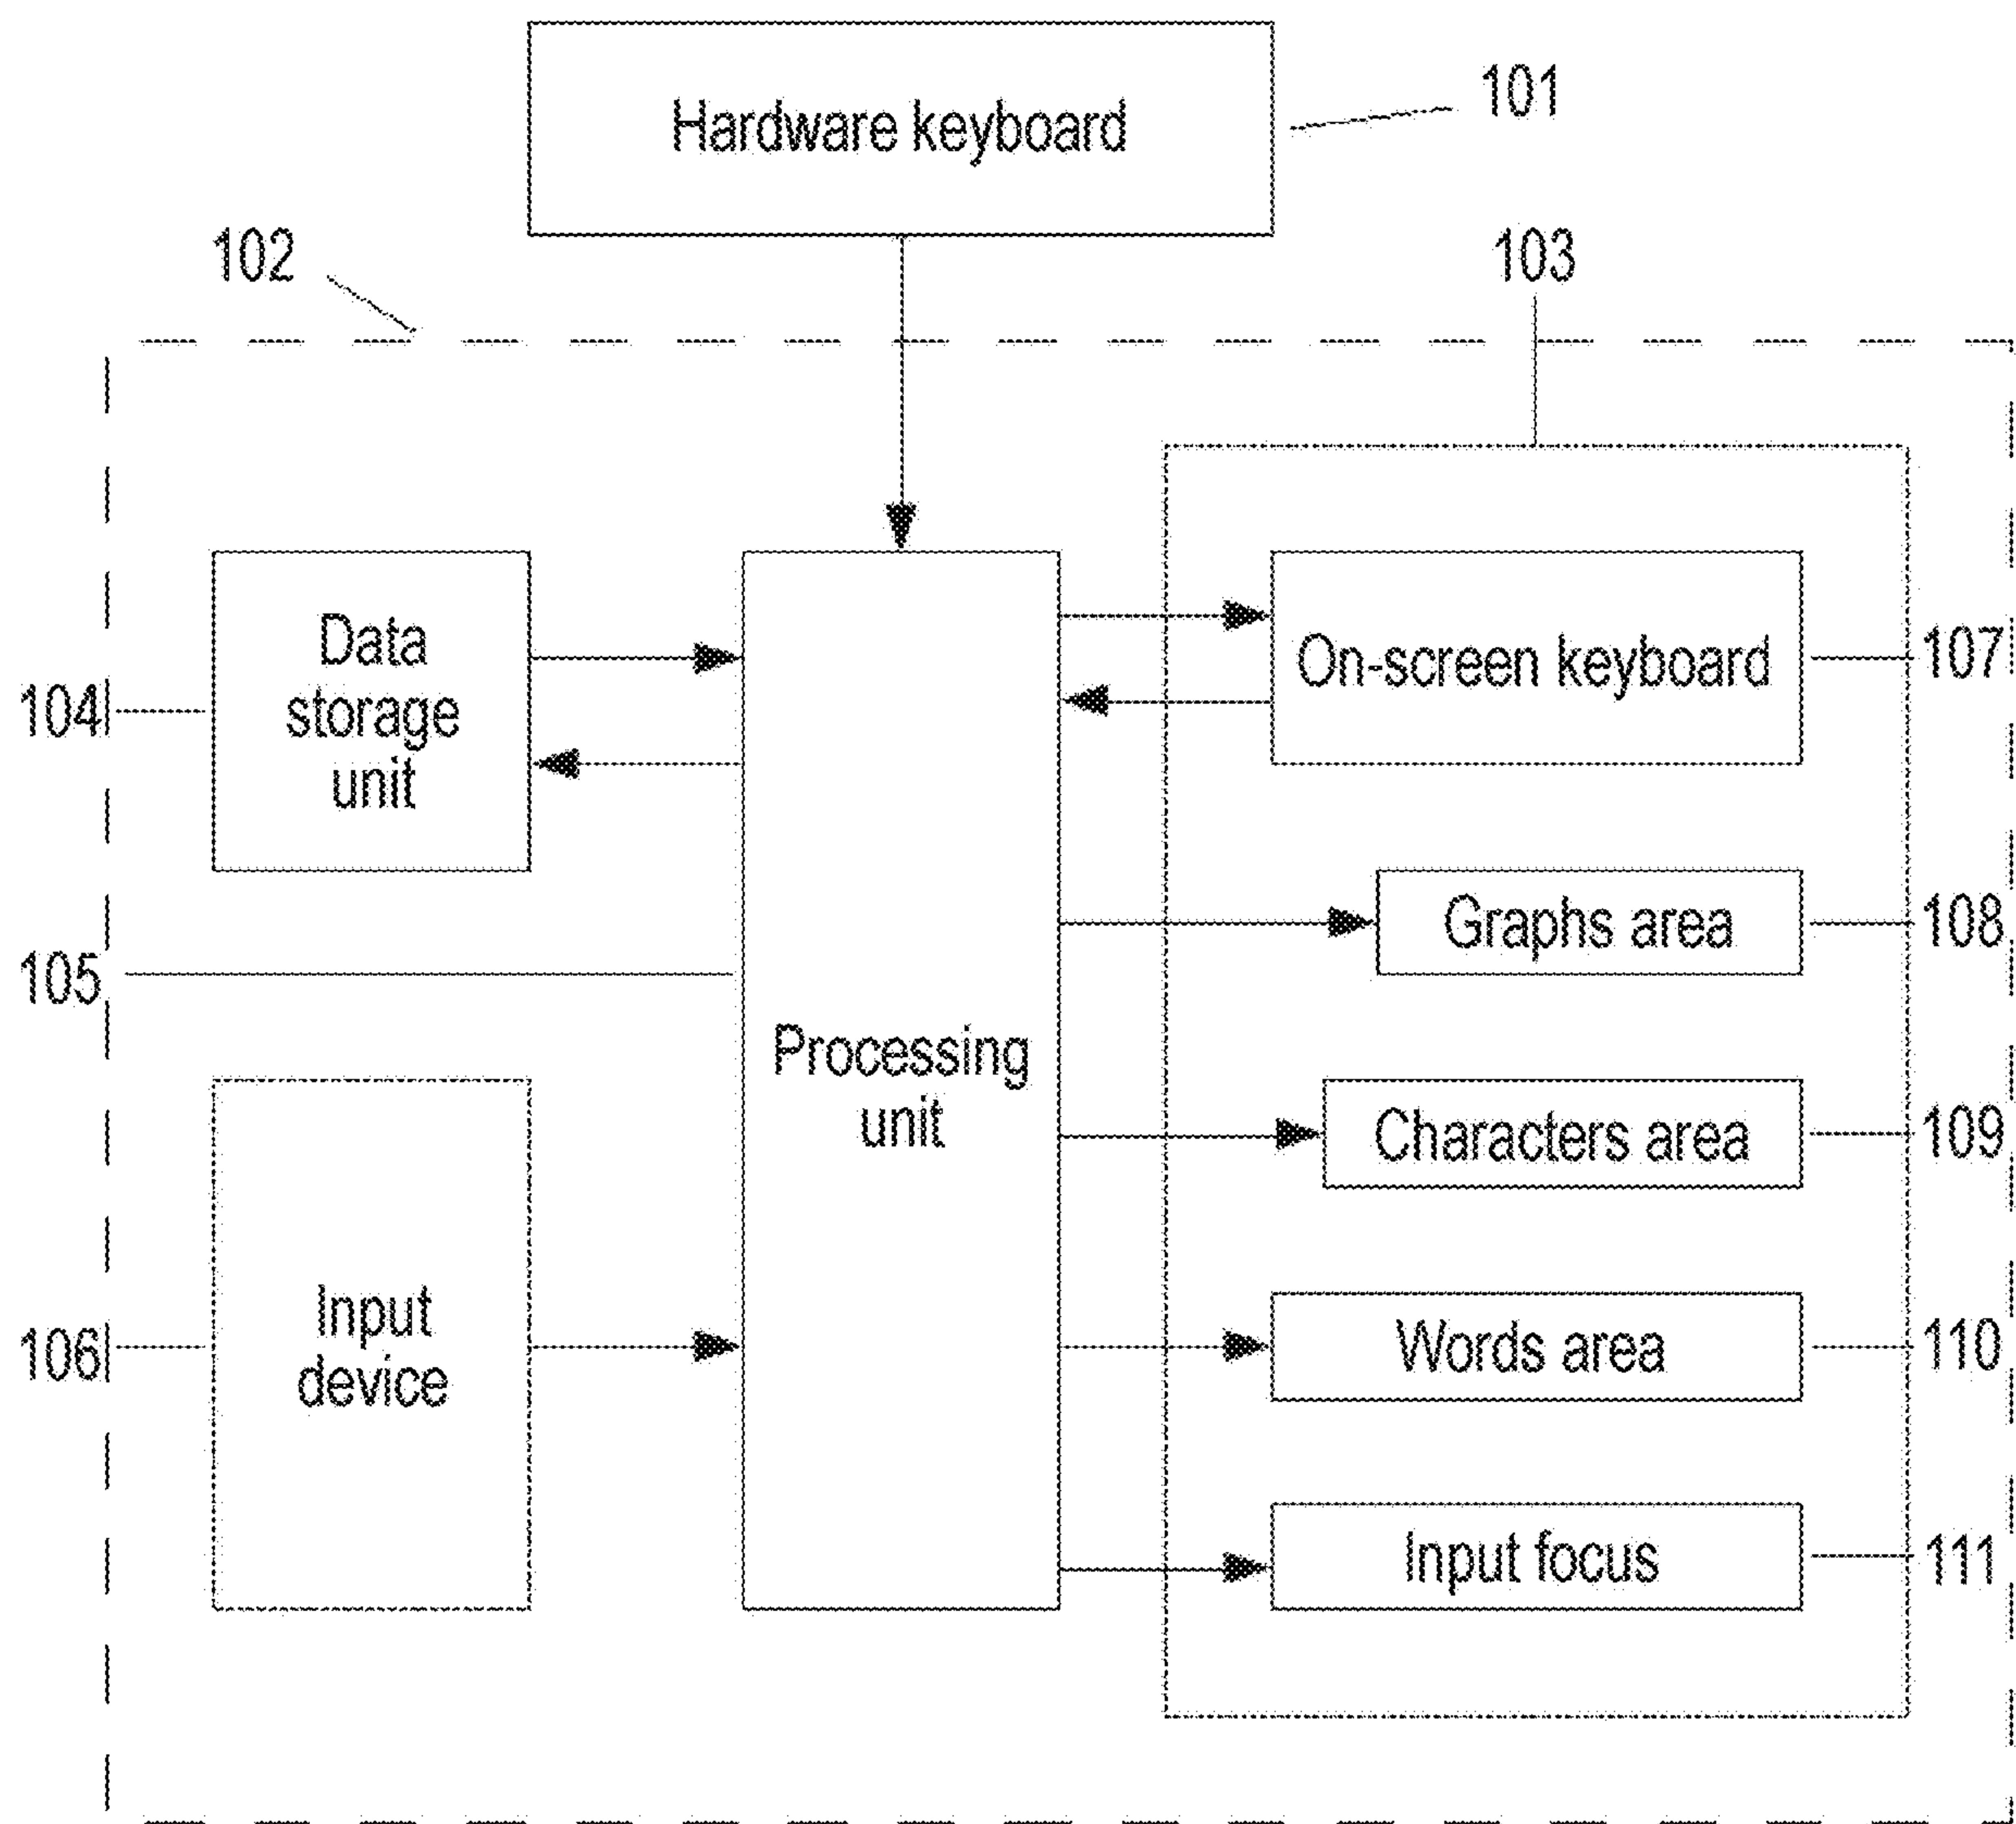 Hardware keyboard
101
102
103
Data
storage
unit
104
On-screen keyboard
107
Graphs area
108
105
Processing
unit
Characters area
109
Input
device
106
Words area
110
Input focus
111